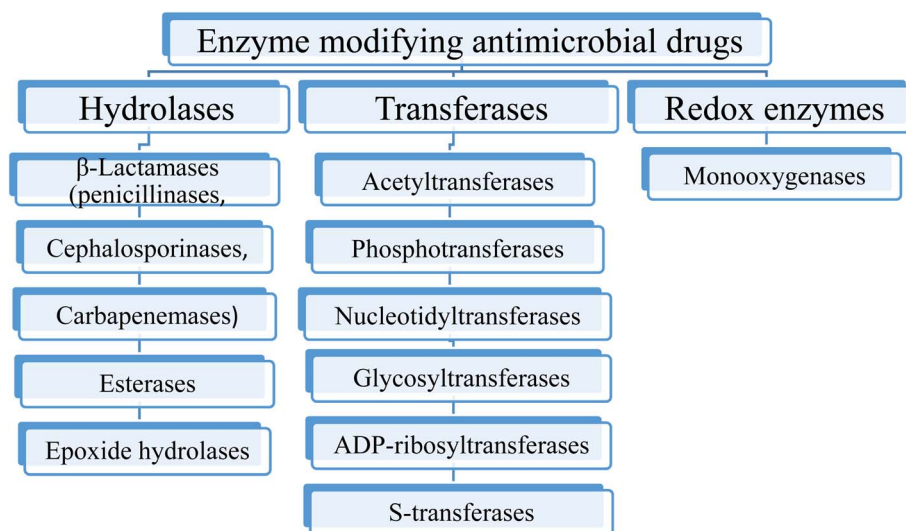 Enzyme modifying antimicrobial drugs
Hydrolases
β-Lactamases
(penicillinases,
Cephalosporinases,
Carbapenemases)
Esterases
Epoxide hydrolases
Transferases
Acetyltransferases
Phosphotransferases
Nucleotidyltransferases
Glycosyltransferases
ADP-ribosyltransferases
S-transferases
Redox enzymes
Monooxygenases